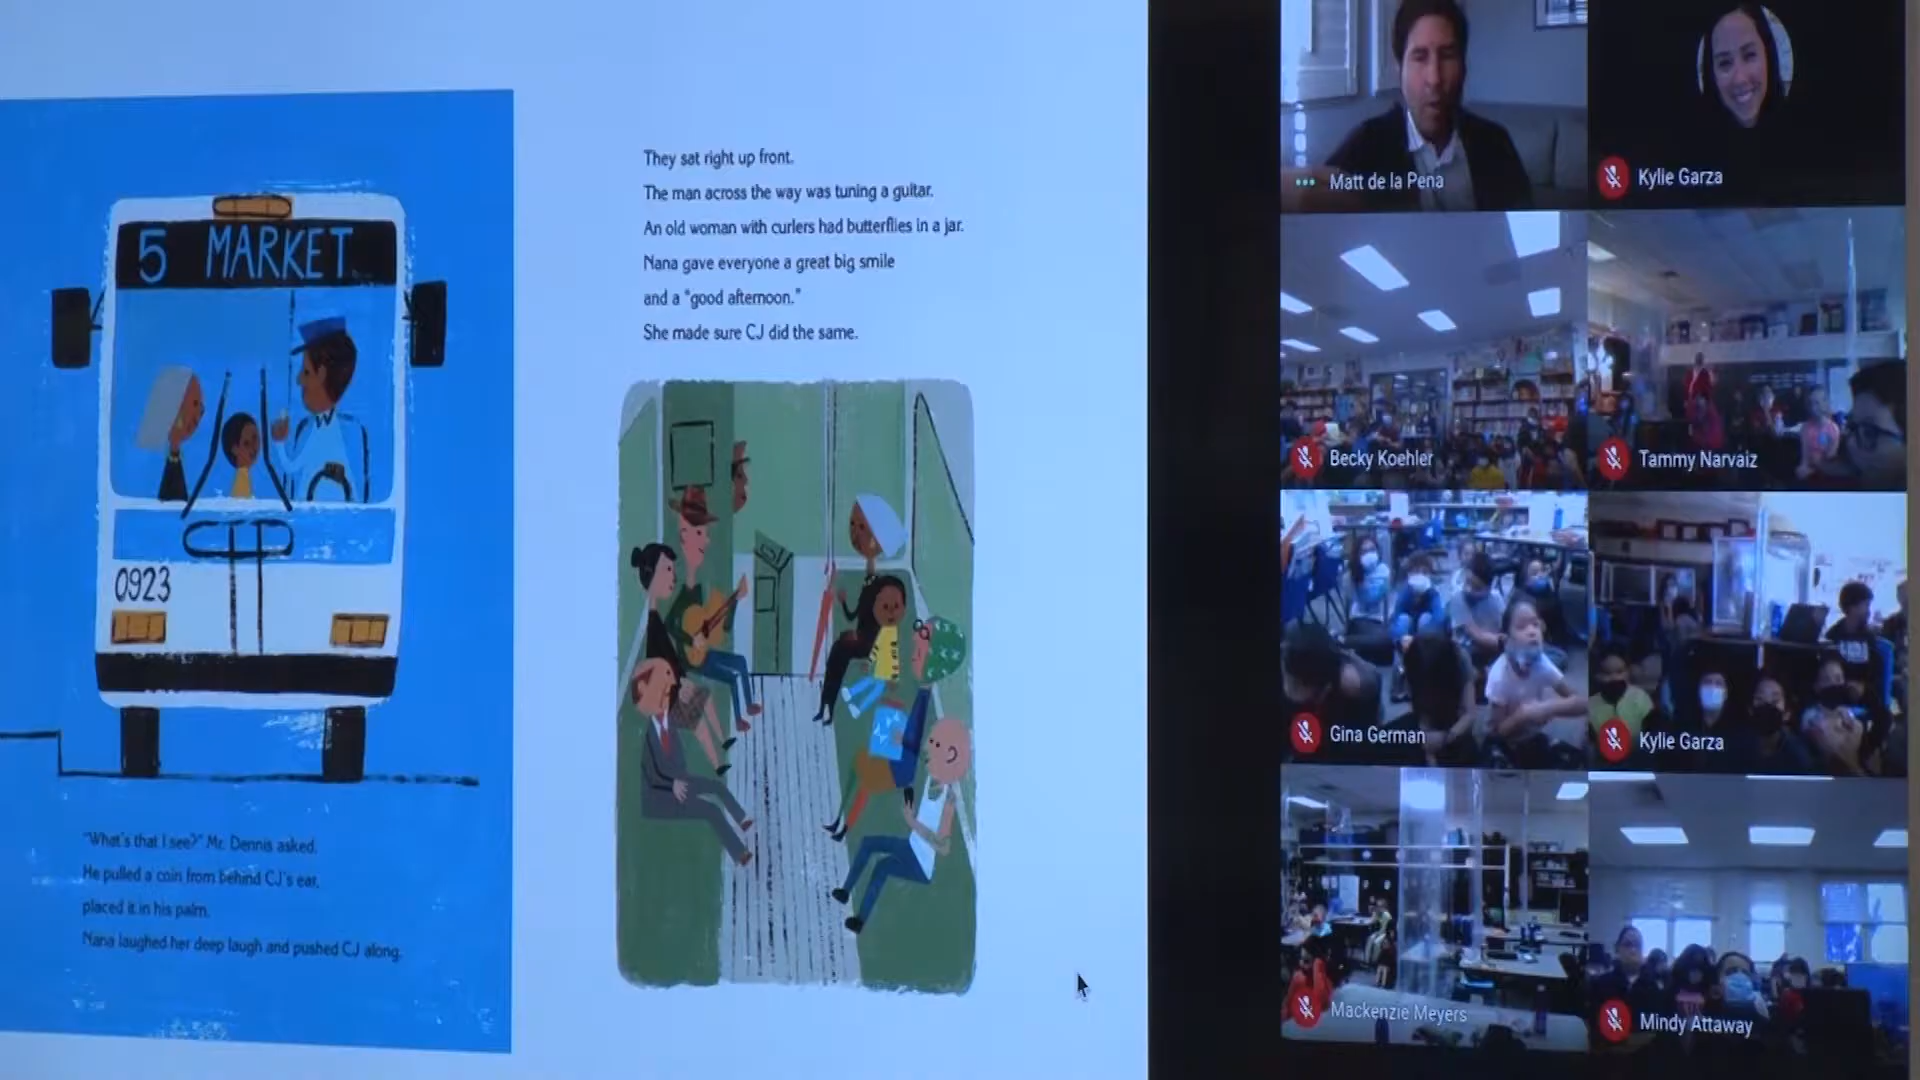 5 MARKET
0923
"What's that I see?" Mr. Dennis asked.
He pulled a coin from behind CJ's ear,
placed it in his palm.
Nana laughed her deep laugh and pushed CJ along.
They sat right up front.
The man across the way was tuning a guitar.
An old woman with curlers had butterflies in a jar.
Nana gave everyone a great big smile
and a "good afternoon."
She made sure CJ did the same.
Matt de la Pena
Kylie Garza
Becky Koehler
Tammy Narvaiz
Gina German
Kylie Garza
Mackenzie Meyers
Mindy Attaway